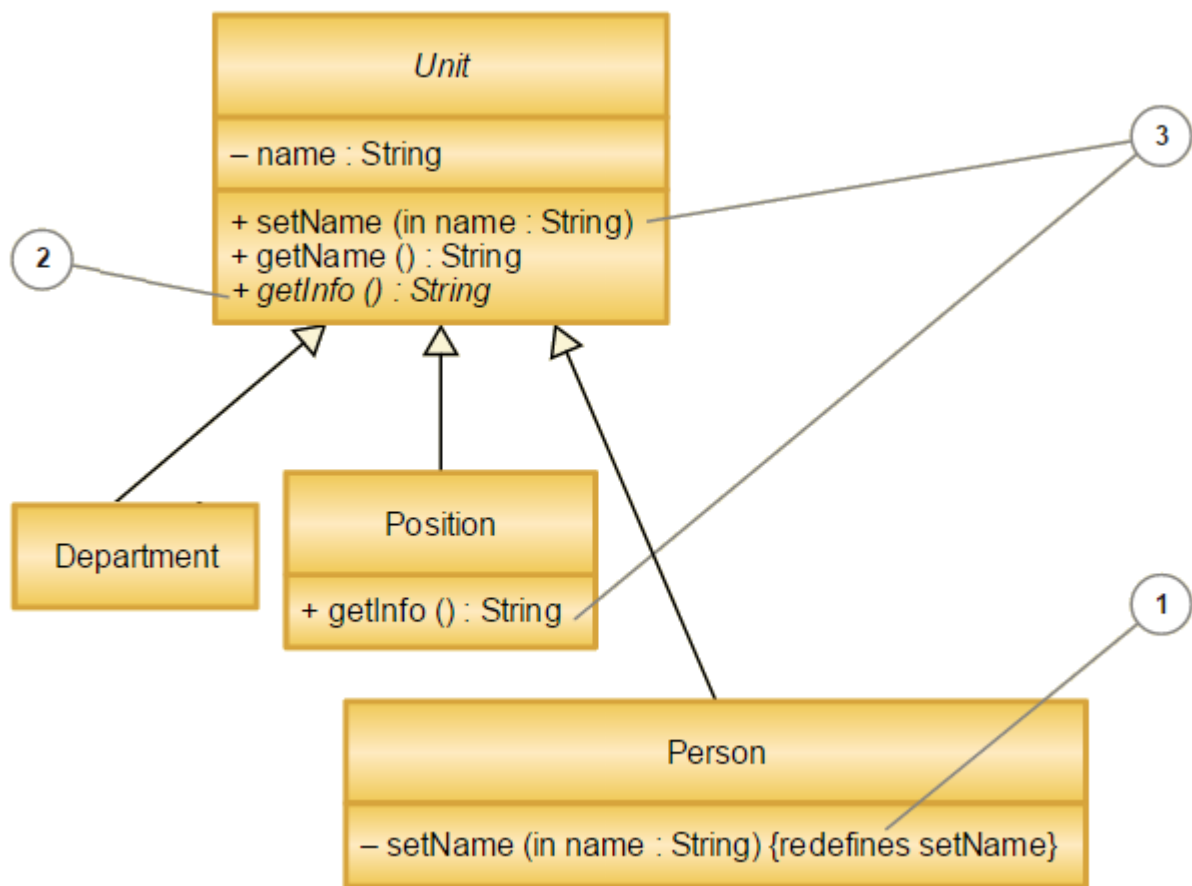 Unit
– name : String
3
+ setName (in name : String)
+ getName () : String
2
+ getInfo () : String
Position
Department
+ getInfo () : String
1
Person
– setName (in name : String) {redefines setName}